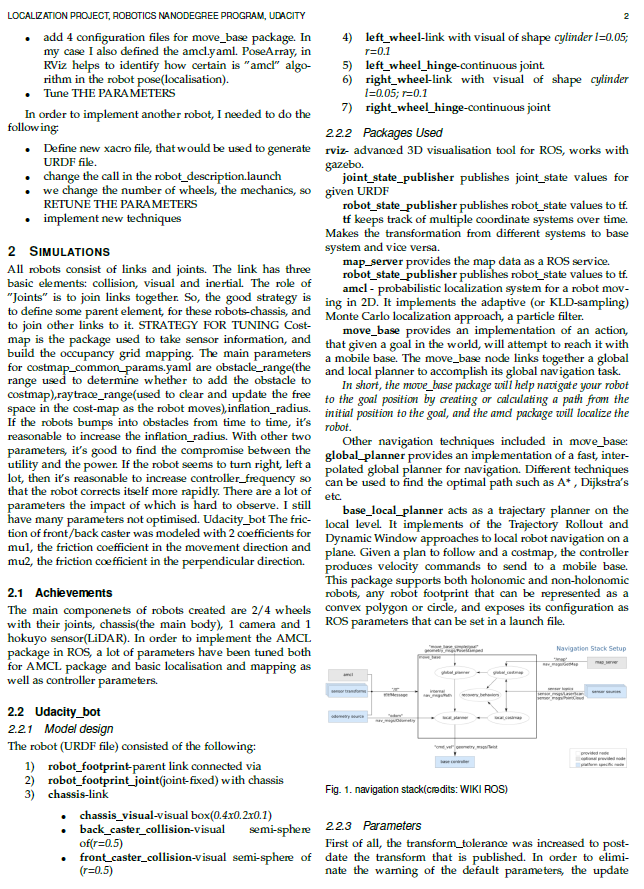 LOCALIZATION PROJECT, ROBOTICS NANODEGREE PROGRAM, UDACITY 2
• add 4 configuration files for move_base package. In
my case I also defined the amcl.yaml. PoseArray, in
RViz helps to identify how certain is ”amcl” algo-
rithm in the robot pose(localisation).
• Tune THE PARAMETERS
In order to implement another robot, I needed to do the
following:
• Define new xacro file, that would be used to generate
URDF file.
• change the call in the robot_description.launch
• we change the number of wheels, the mechanics, so
RETUNE THE PARAMETERS
• implement new techniques
2 SIMULATIONS
All robots consist of links and joints. The link has three
basic elements: collision, visual and inertial. The role of
”Joints” is to join links together. So, the good strategy is
to define some parent element, for these robots-chassis, and
to join other links to it. STRATEGY FOR TUNING Cost-
map is the package used to take sensor information, and
build the occupancy grid mapping. The main parameters
for costmap_common_params.yaml are obstacle_range(the
range used to determine whether to add the obstacle to
costmap),raytrace_range(used to clear and update the free
space in the cost-map as the robot moves),inflation_radius.
If the robots bumps into obstacles from time to time, it’s
reasonable to increase the inflation_radius. With other two
parameters, it’s good to find the compromise between the
utility and the power. If the robot seems to turn right, left a
lot, then it’s reasonable to increase controller_frequency so
that the robot corrects itself more rapidly. There are a lot of
parameters the impact of which is hard to observe. I still
have many parameters not optimised. Udacity_bot The fric-
tion of front/back caster was modeled with 2 coefficients for
mu1, the friction coefficient in the movement direction and
mu2, the friction coefficient in the perpendicular direction.
2.1 Achievements
The main componenets of robots created are 2/4 wheels
with their joints, chassis(the main body), 1 camera and 1
hokuyo sensor(LiDAR). In order to implement the AMCL
package in ROS, a lot of parameters have been tuned both
for AMCL package and basic localisation and mapping as
well as controller parameters.
2.2 Udacity_bot
2.2.1 Model design
The robot (URDF file) consisted of the following:
1) robot_footprint-parent link connected via
2) robot_footprint_joint(joint-fixed) with chassis
3) chassis-link
• chassis_visual-visual box(0.4x0.2x0.1)
• back_caster_collision-visual semi-sphere
of(r=0.5)
• front_caster_collision-visual semi-sphere of
(r=0.5)
4) left_wheel-link with visual of shape cylinder l=0.05;
r=0.1
5) left_wheel_hinge-continuous joint.
6) right_wheel-link with visual of shape cylinder
l=0.05; r=0.1
7) right_wheel_hinge-continuous joint
2.2.2 Packages Used
rviz- advanced 3D visualisation tool for ROS, works with
gazebo.
joint_state_publisher publishes joint_state values for
given URDF
robot_state_publisher publishes robot_state values to tf.
tf keeps track of multiple coordinate systems over time.
Makes the transformation from different systems to base
system and vice versa.
map_server provides the map data as a ROS service.
robot_state_publisher publishes robot_state values to tf.
amcl - probabilistic localization system for a robot mov-
ing in 2D. It implements the adaptive (or KLD-sampling)
Monte Carlo localization approach, a particle filter.
move_base provides an implementation of an action,
that given a goal in the world, will attempt to reach it with
a mobile base. The move_base node links together a global
and local planner to accomplish its global navigation task.
In short, the move_base package will help navigate your robot
to the goal position by creating or calculating a path from the
initial position to the goal, and the amcl package will localize the
robot.
Other navigation techniques included in move_base:
global_planner provides an implementation of a fast, inter-
polated global planner for navigation. Different techniques
can be used to find the optimal path such as A* , Dijkstra’s
etc.
base_local_planner acts as a trajectary planner on the
local level. It implements of the Trajectory Rollout and
Dynamic Window approaches to local robot navigation on a
plane. Given a plan to follow and a costmap, the controller
produces velocity commands to send to a mobile base.
This package supports both holonomic and non-holonomic
robots, any robot footprint that can be represented as a
convex polygon or circle, and exposes its configuration as
ROS parameters that can be set in a launch file.
"move_base_simple/goal"
geometry_msgs/PoseStamped
Navigation Stack Setup
move_base
"/map"
nav_msgs/GetMap
map_server
amcl
global_planner
global_costmap
sensor transforms
"/tf"
tf/tfMessage
internal
nav_msgs/Path
recovery_behaviors
sensor topics
sensor_msgs/LaserScan
sensor_msgs/PointCloud
sensor sources
odometry source
"odom"
nav_msgs/Odometry
local_planner
local_costmap
"cmd_vel" geometry_msgs/Twist
base controller
provided node
optional provided node
platform specific node
Fig. 1. navigation stack(credits: WIKI ROS)
2.2.3 Parameters
First of all, the transform_tolerance was increased to post-
date the transform that is published. In order to elimi-
nate the warning of the default parameters, the update